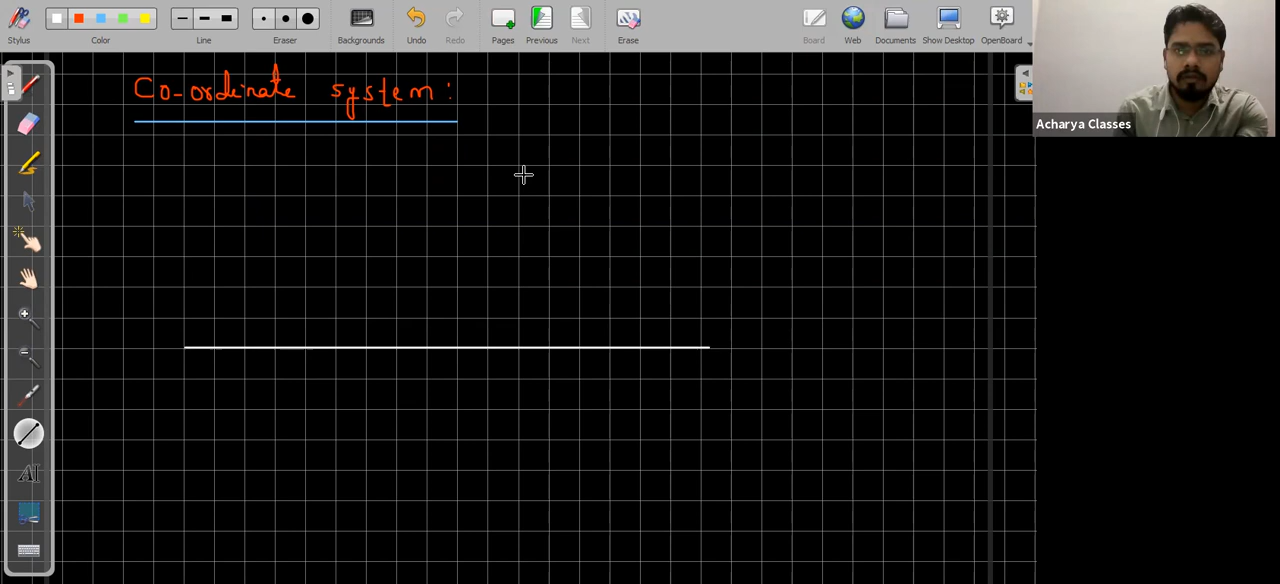 Stylus Color Line Eraser Backgrounds Undo Redo Pages Previous Next Erase Board Web Documents Show Desktop OpenBoard
Co-ordinate system :
Acharya Classes
AI